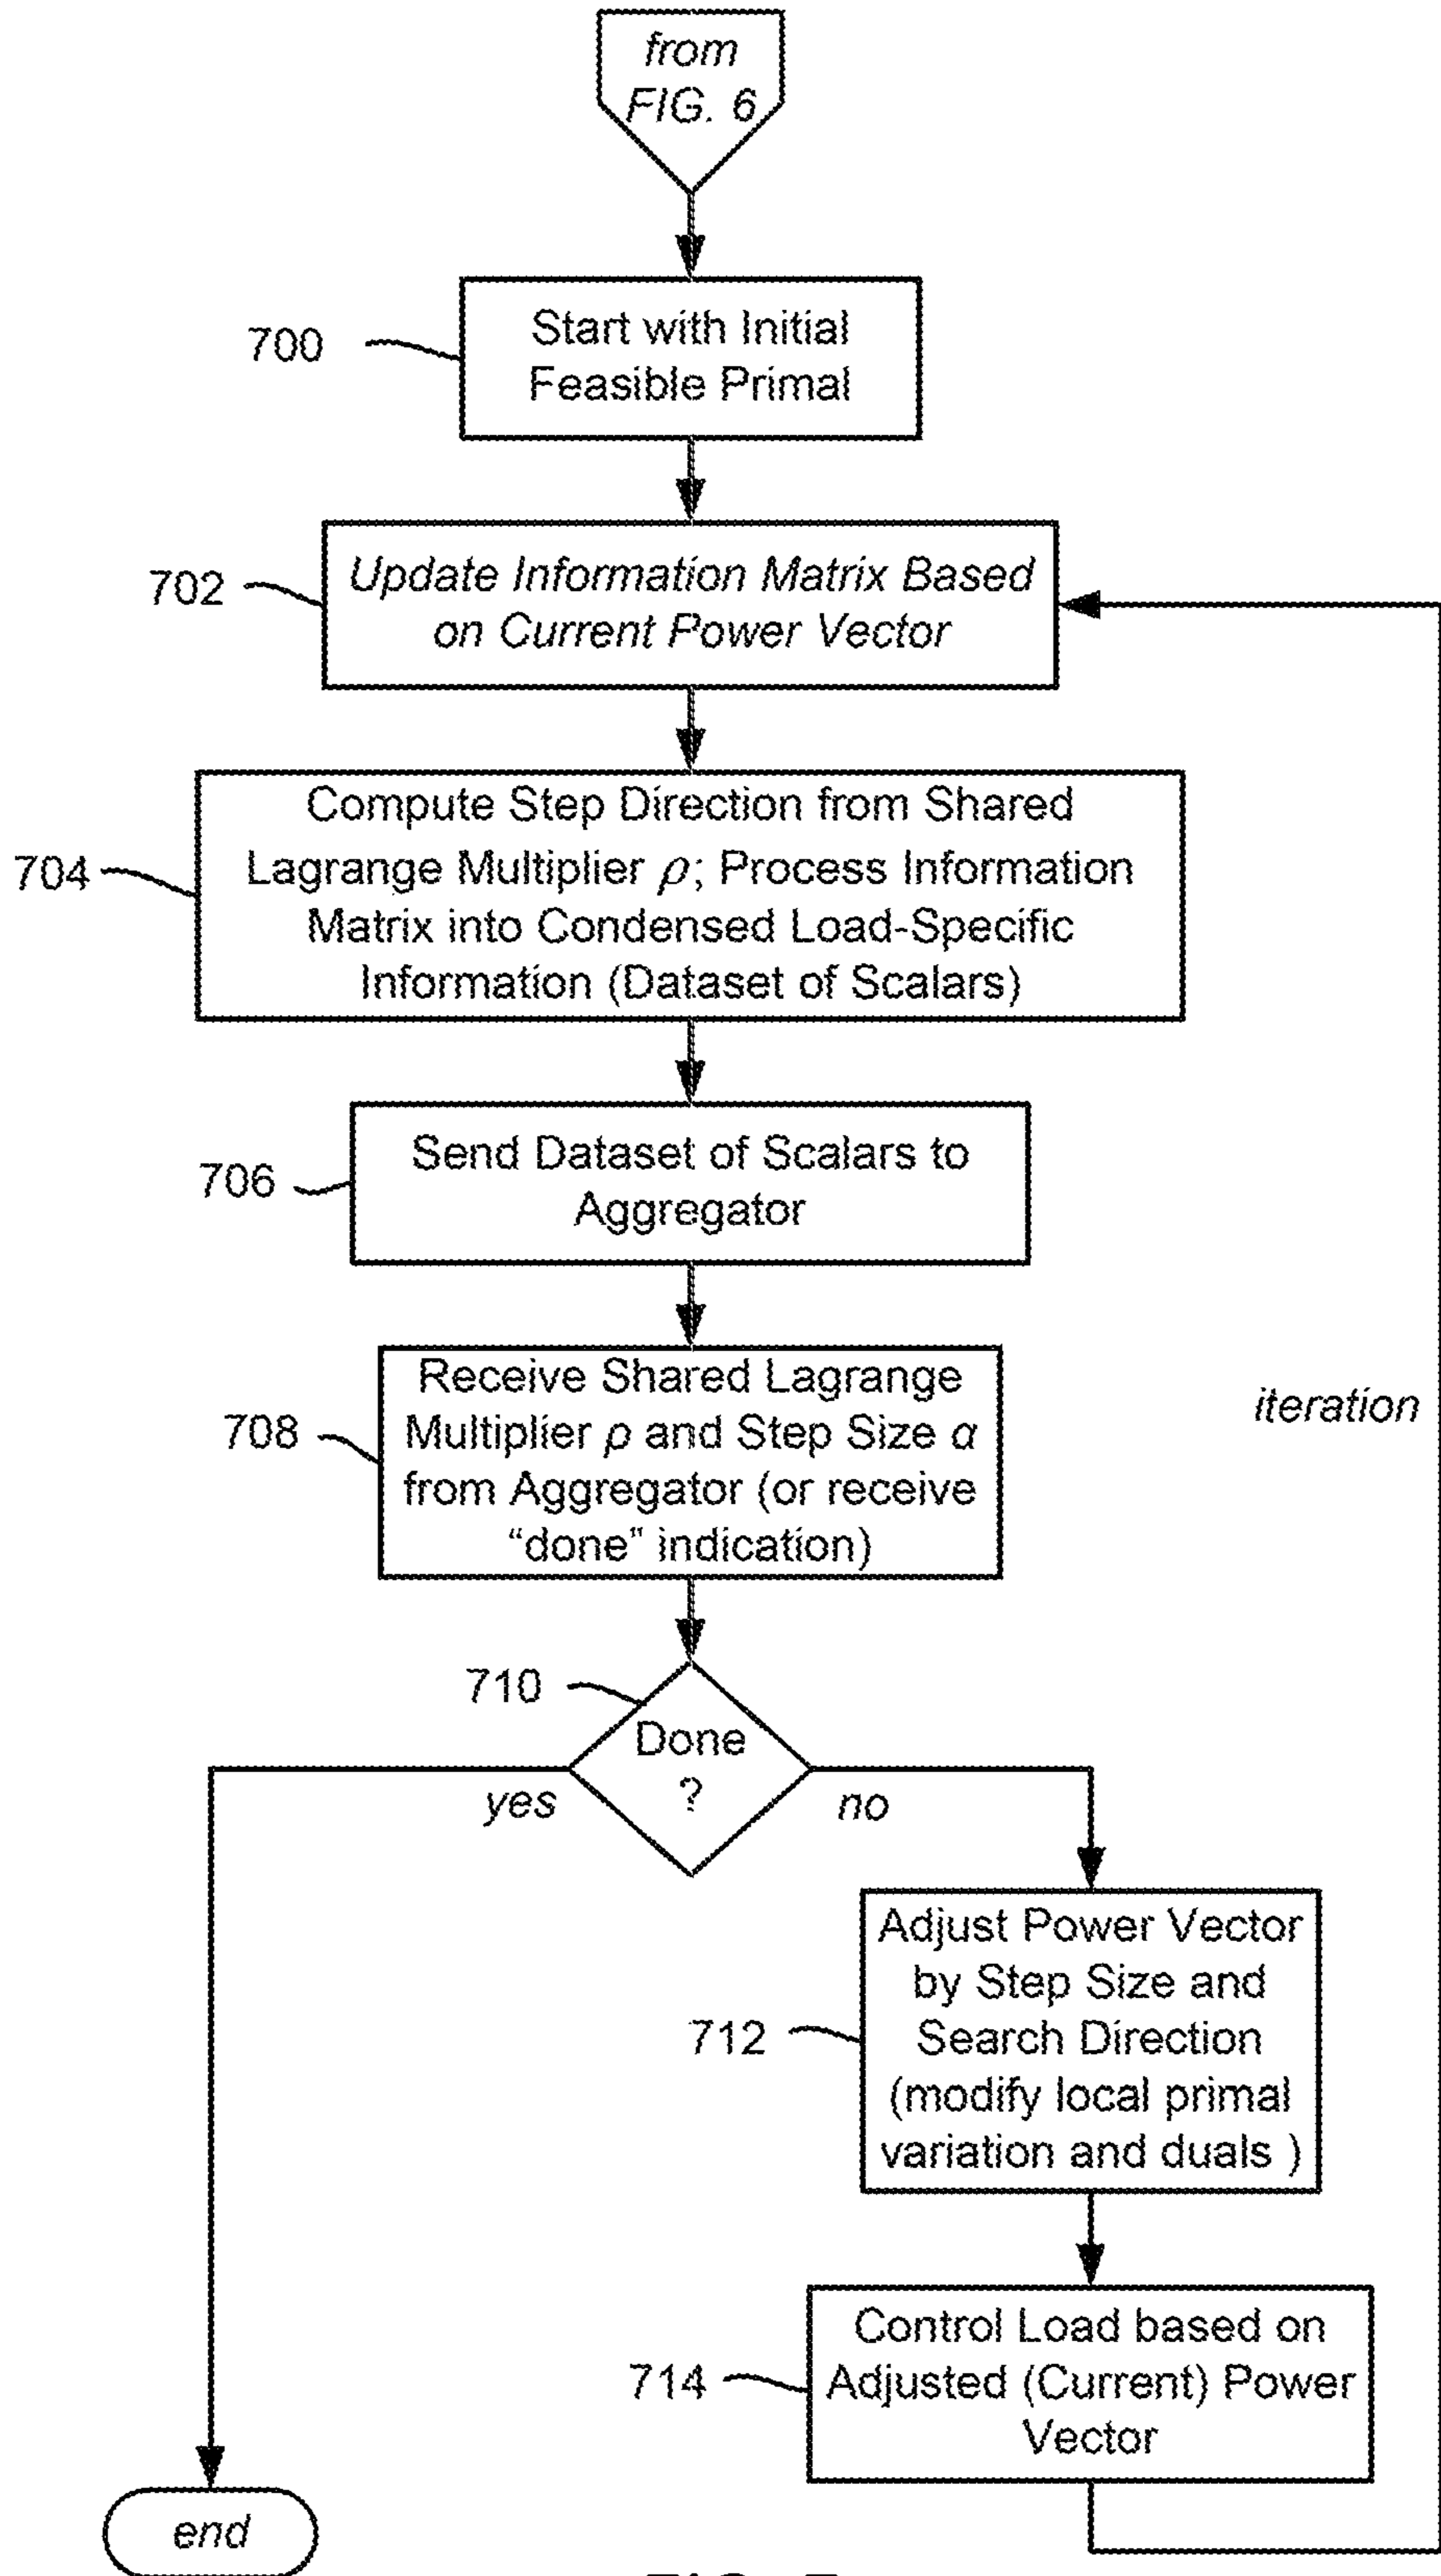 from
FIG. 6
700
Start with Initial
Feasible Primal
702
Update Information Matrix Based
on Current Power Vector
704
Compute Step Direction from Shared
Lagrange Multiplier ρ; Process Information
Matrix into Condensed Load-Specific
Information (Dataset of Scalars)
706
Send Dataset of Scalars to
Aggregator
708
Receive Shared Lagrange
Multiplier ρ and Step Size α
from Aggregator (or receive
“done” indication)
iteration
710
Done
?
yes
no
712
Adjust Power Vector
by Step Size and
Search Direction
(modify local primal
variation and duals )
714
Control Load based on
Adjusted (Current) Power
Vector
end